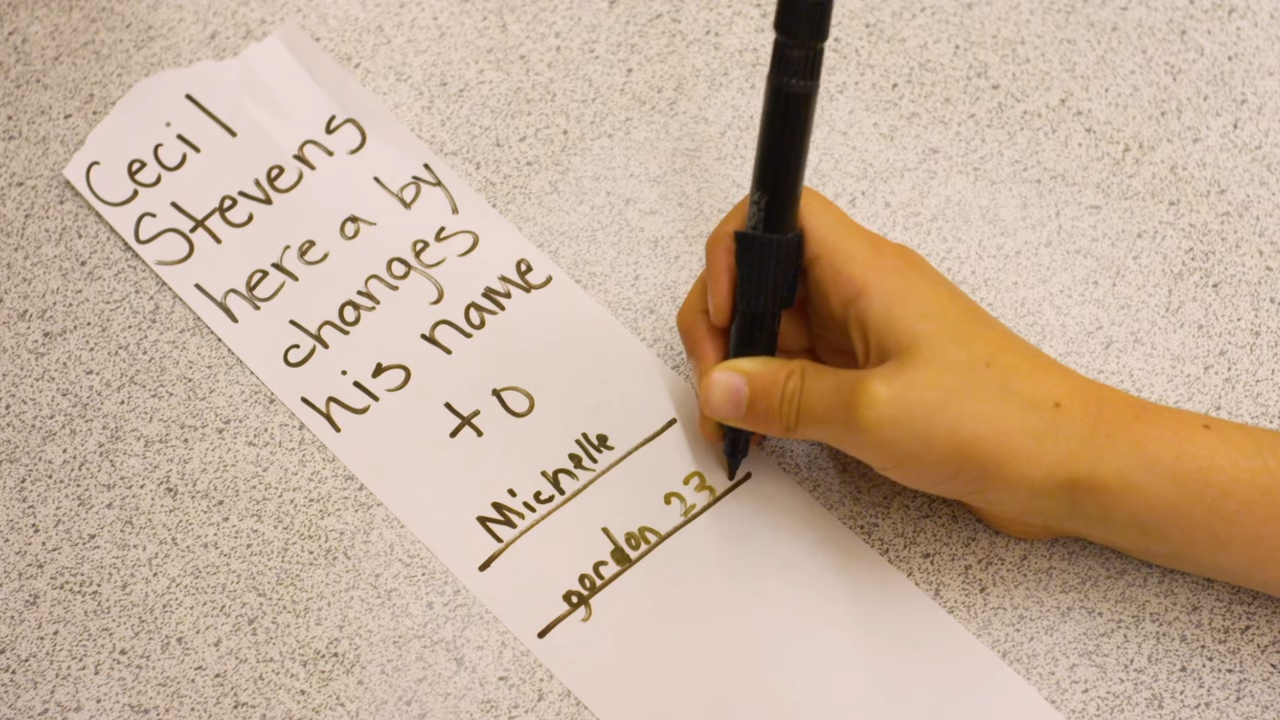 Cecil
Stevens
here a by
changes
his name
to
Michelle
gordon 23